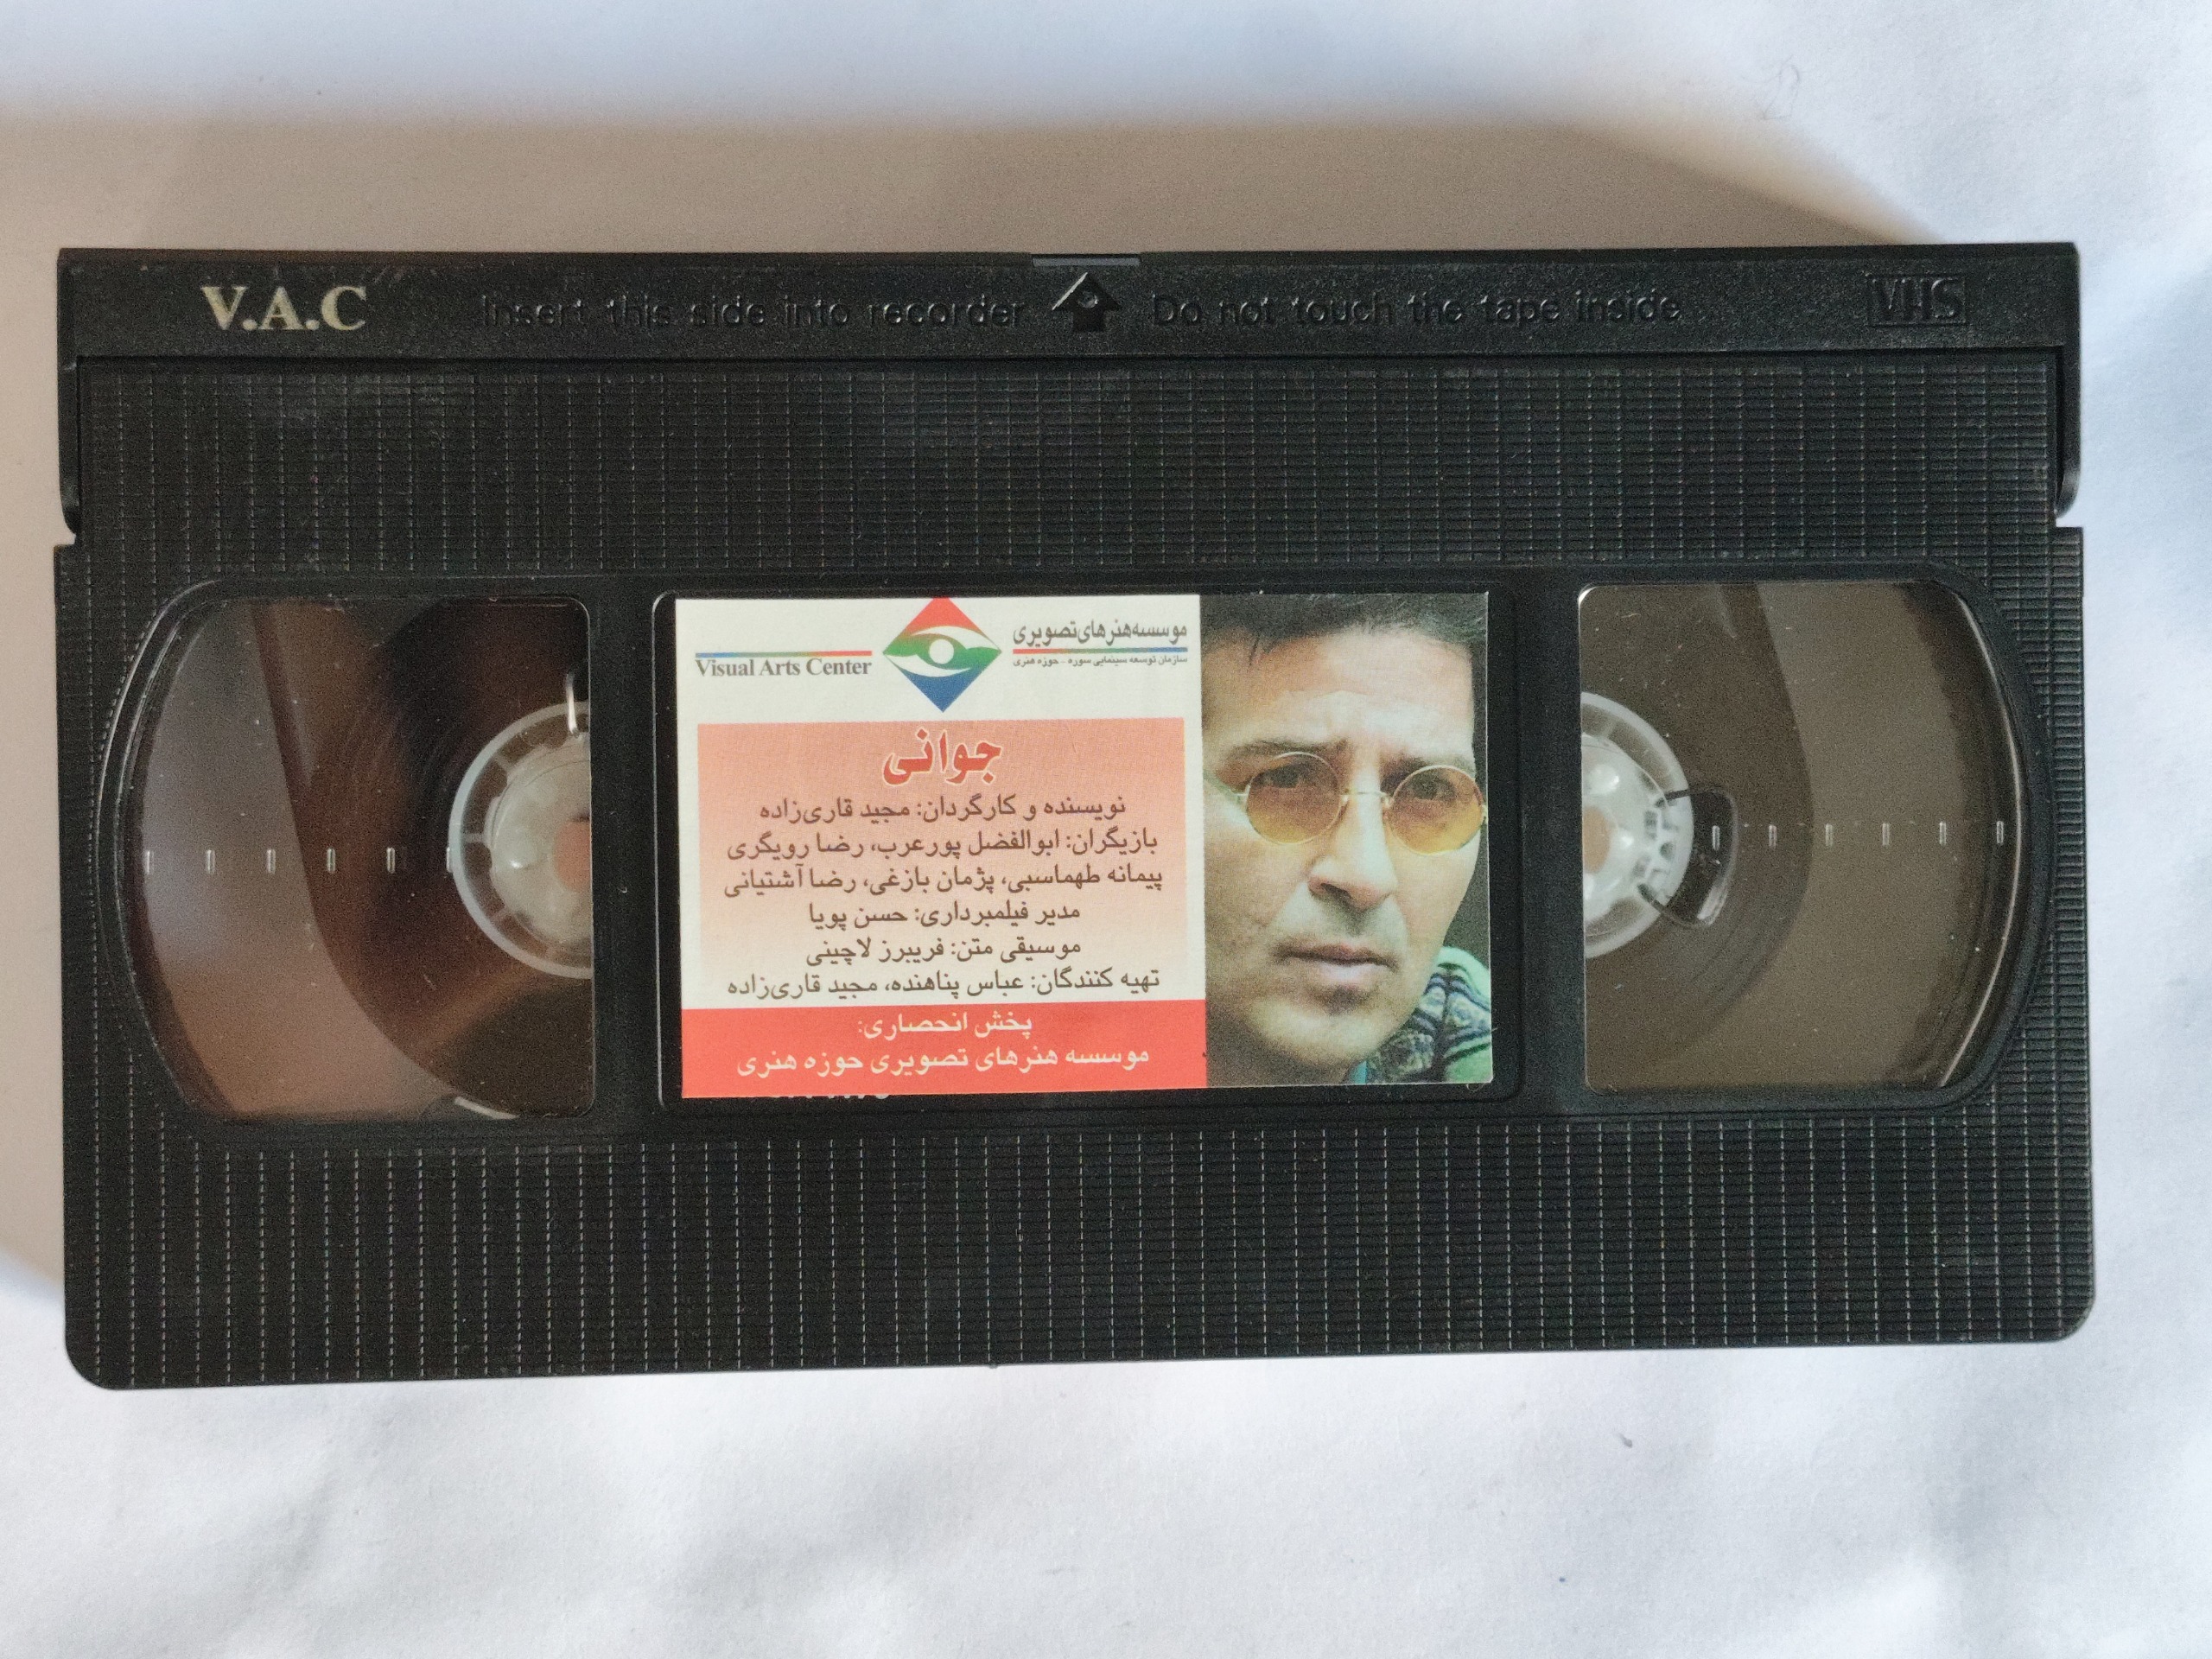 V.A.C
Insert this side into recorder Do not touch the tape inside
VHS
Visual Arts Center
موسسه هنرهای تصویری
سازمان توسعه سینمایی سوره - حوزه هنری
جوانی
نویسنده و کارگردان: مجید قاری‌زاده
بازیگران: ابوالفضل پورعرب، رضا رویگری
پیمانه طهماسبی، پژمان بازغی، رضا آشتیانی
مدیر فیلمبرداری: حسن پویا
موسیقی متن: فریبرز لاچینی
تهیه کنندگان: عباس پناهنده، مجید قاری‌زاده
پخش انحصاری:
موسسه هنرهای تصویری حوزه هنری